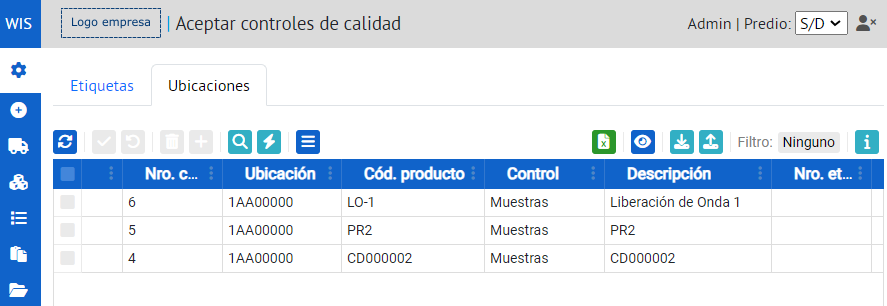 WIS
Logo empresa | Aceptar controles de calidad
Admin | Predio: S/D
Etiquetas
Ubicaciones
Filtro: Ninguno
Nro. c... Ubicación Cód. producto Control Descripción Nro. et...
6 1AA00000 LO-1 Muestras Liberación de Onda 1
5 1AA00000 PR2 Muestras PR2
4 1AA00000 CD000002 Muestras CD000002